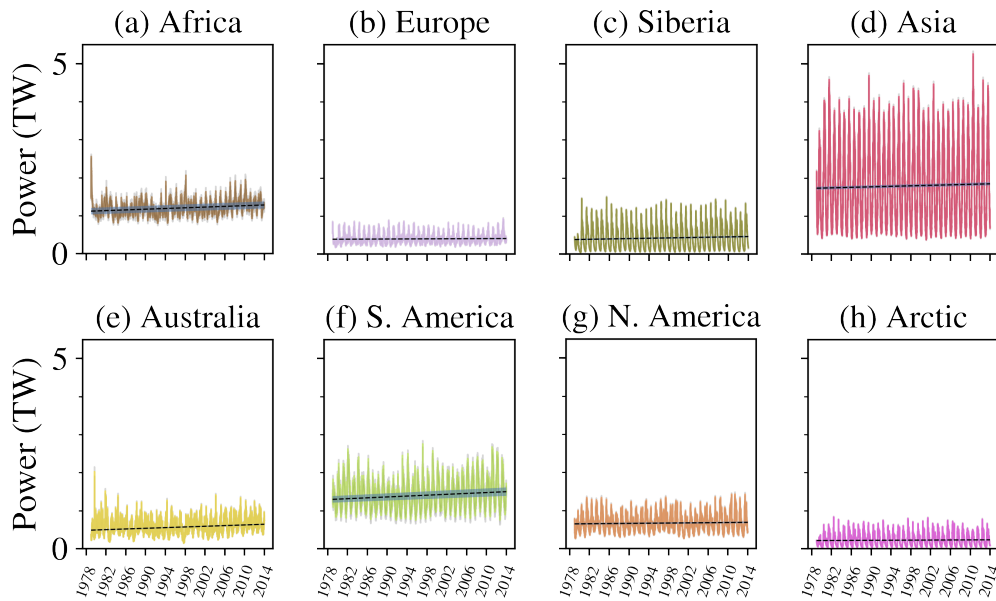 (a) Africa
(b) Europe
(c) Siberia
(d) Asia
Power (TW)
5
0
(e) Australia
(f) S. America
(g) N. America
(h) Arctic
Power (TW)
5
0
1978 1982 1986 1990 1994 1998 2002 2006 2010 2014
1978 1982 1986 1990 1994 1998 2002 2006 2010 2014
1978 1982 1986 1990 1994 1998 2002 2006 2010 2014
1978 1982 1986 1990 1994 1998 2002 2006 2010 2014